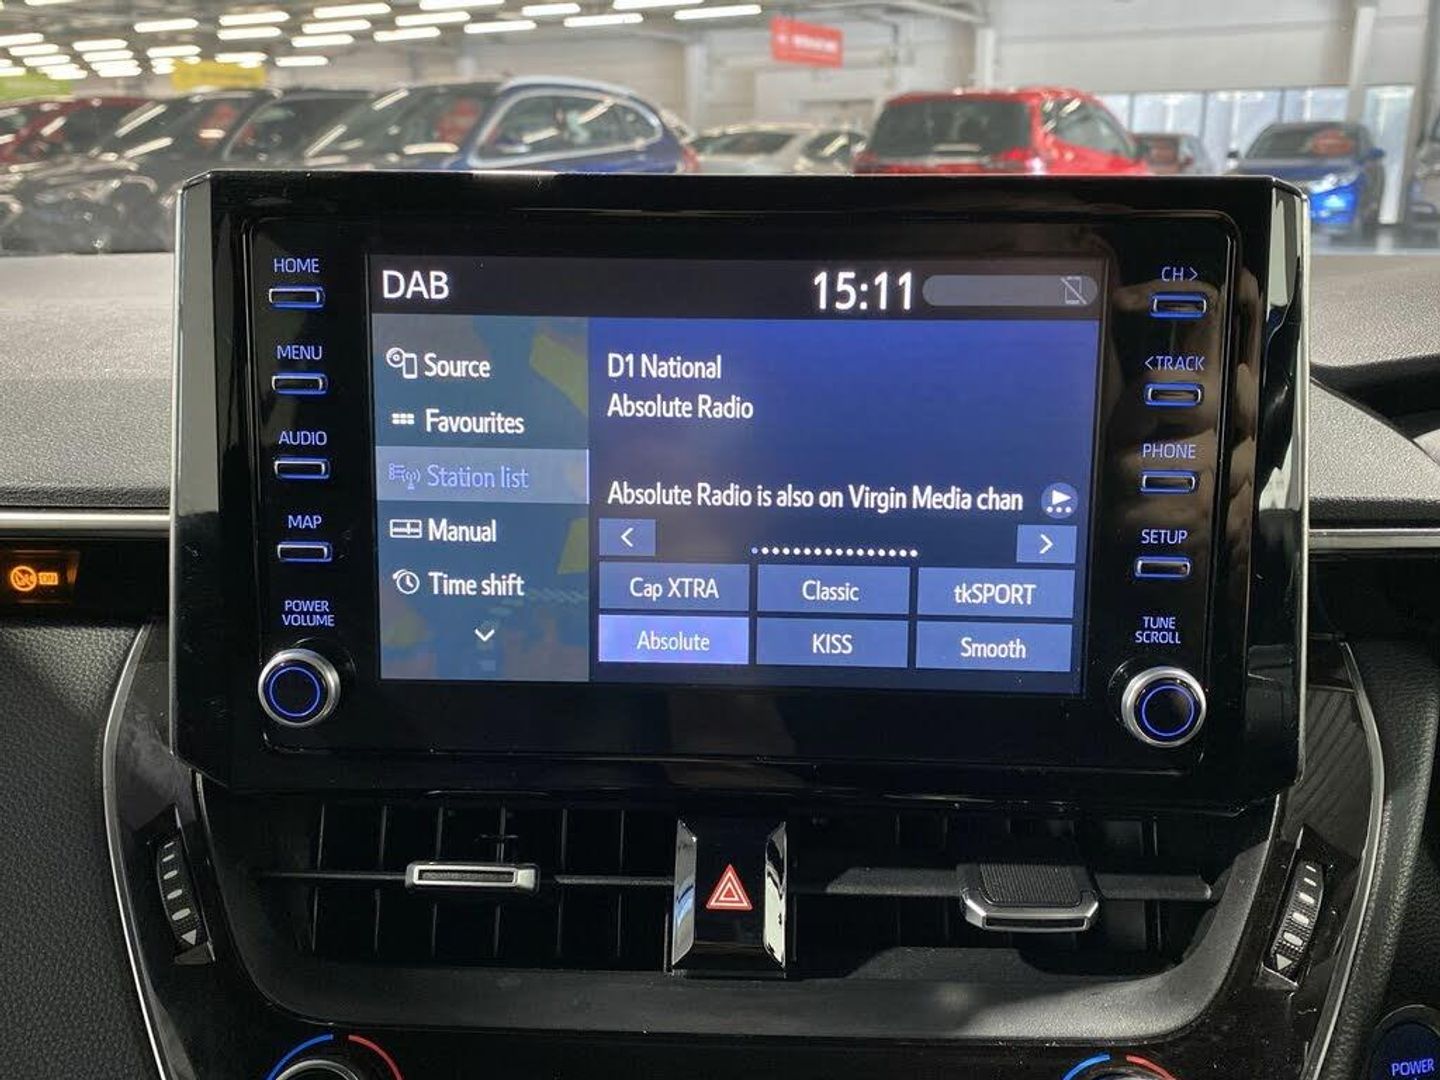 HOME
MENU
AUDIO
MAP
POWER
VOLUME
DAB
15:11
Source
Favourites
Station list
Manual
Time shift
D1 National
Absolute Radio
Absolute Radio is also on Virgin Media chan
<
>
Cap XTRA
Classic
tkSPORT
Absolute
KISS
Smooth
CH >
< TRACK
PHONE
SETUP
TUNE
SCROLL
POWER